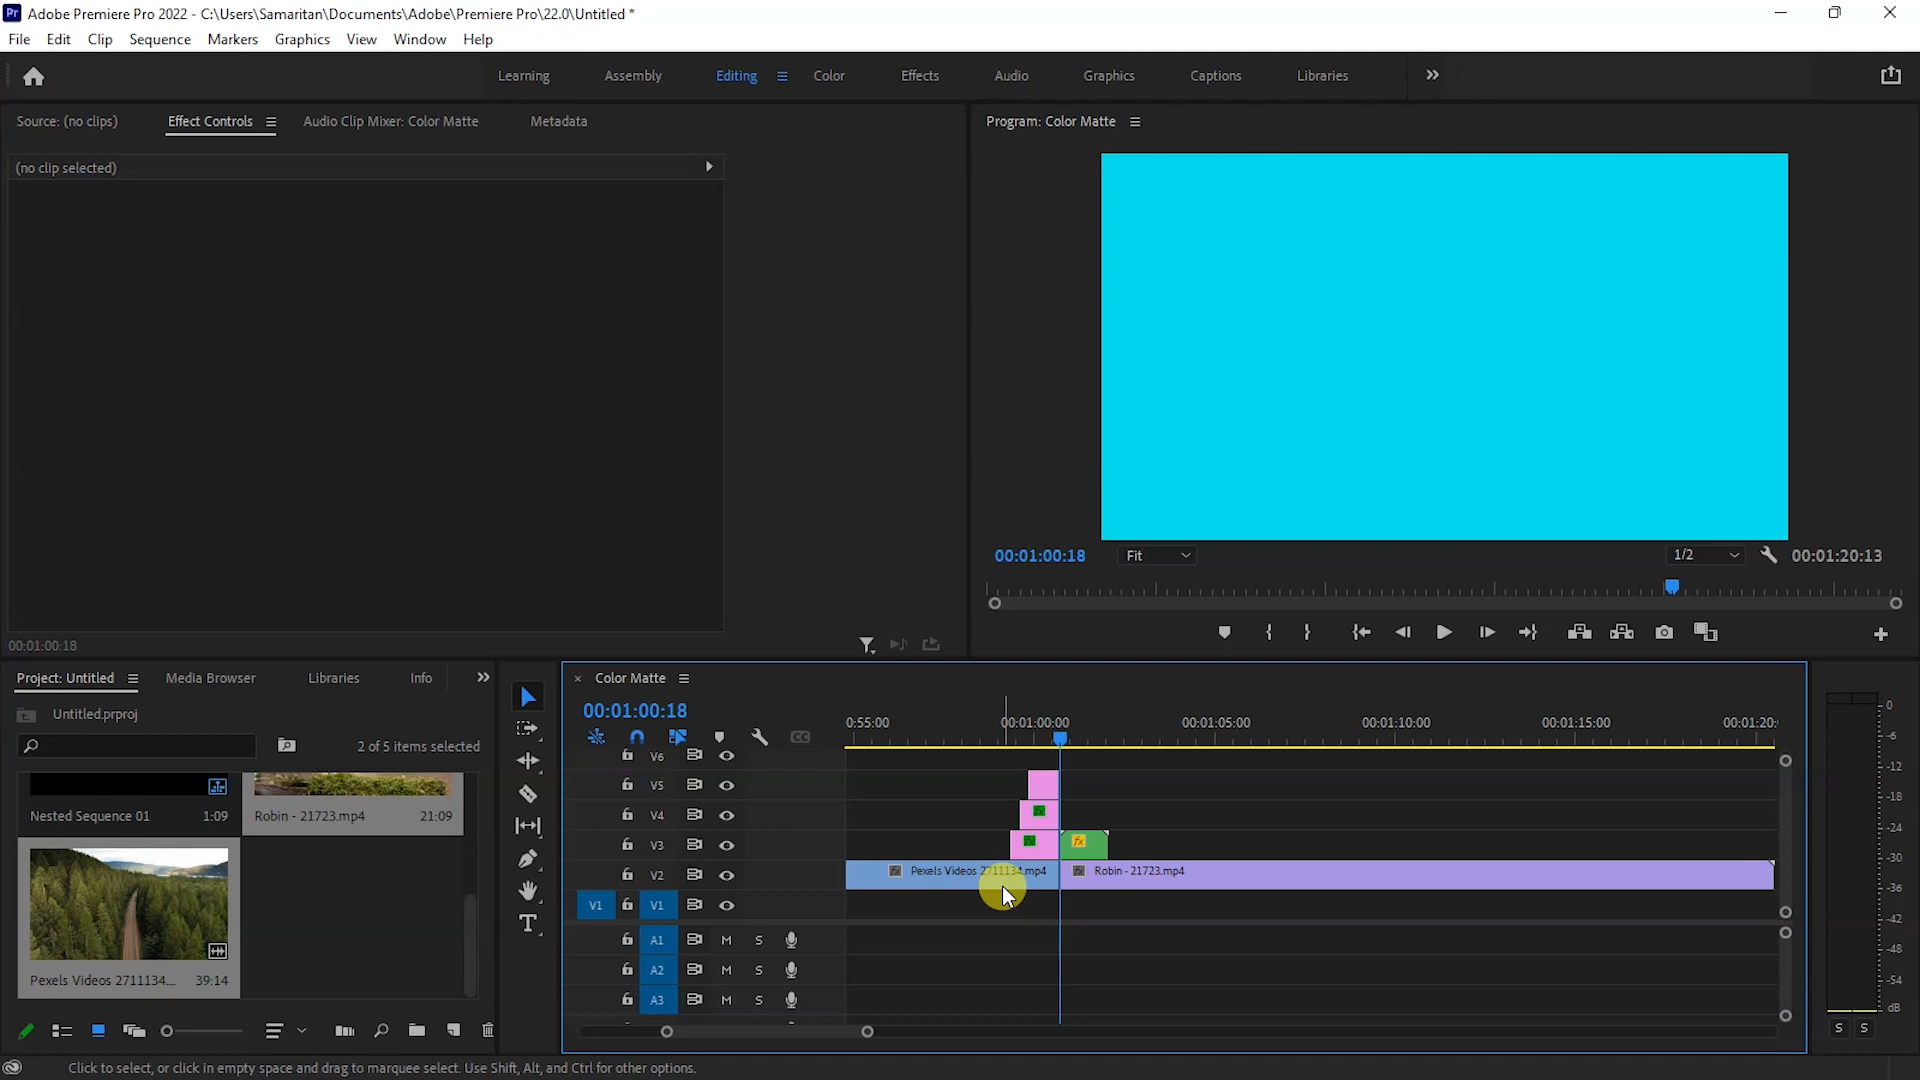 Pr Adobe Premiere Pro 2022 - C:\Users\Samaritan\Documents\Adobe\Premiere Pro\22.0\Untitled *
File Edit Clip Sequence Markers Graphics View Window Help
Learning Assembly Editing Color Effects Audio Graphics Captions Libraries
Source: (no clips) Effect Controls Audio Clip Mixer: Color Matte Metadata
(no clip selected)
00:01:00:18
Program: Color Matte
00:01:00:18 Fit 1/2 00:01:20:13
Project: Untitled Media Browser Libraries Info
Untitled.prproj
2 of 5 items selected
Nested Sequence 01 1:09 Robin - 21723.mp4 21:09
Pexels Videos 2711134... 39:14
× Color Matte
00:01:00:18
0:55:00 00:01:00:00 00:01:05:00 00:01:10:00 00:01:15:00 00:01:20:
V6
V5
V4 fx
V3 fx fx
V2 fx Pexels Videos 2711134.mp4 fx Robin - 21723.mp4
V1 V1
A1 M S
A2 M S
A3 M S
0
-6
-12
-18
-24
-30
-36
-42
-48
-54
dB
S S
Click to select, or click in empty space and drag to marquee select. Use Shift, Alt, and Ctrl for other options.